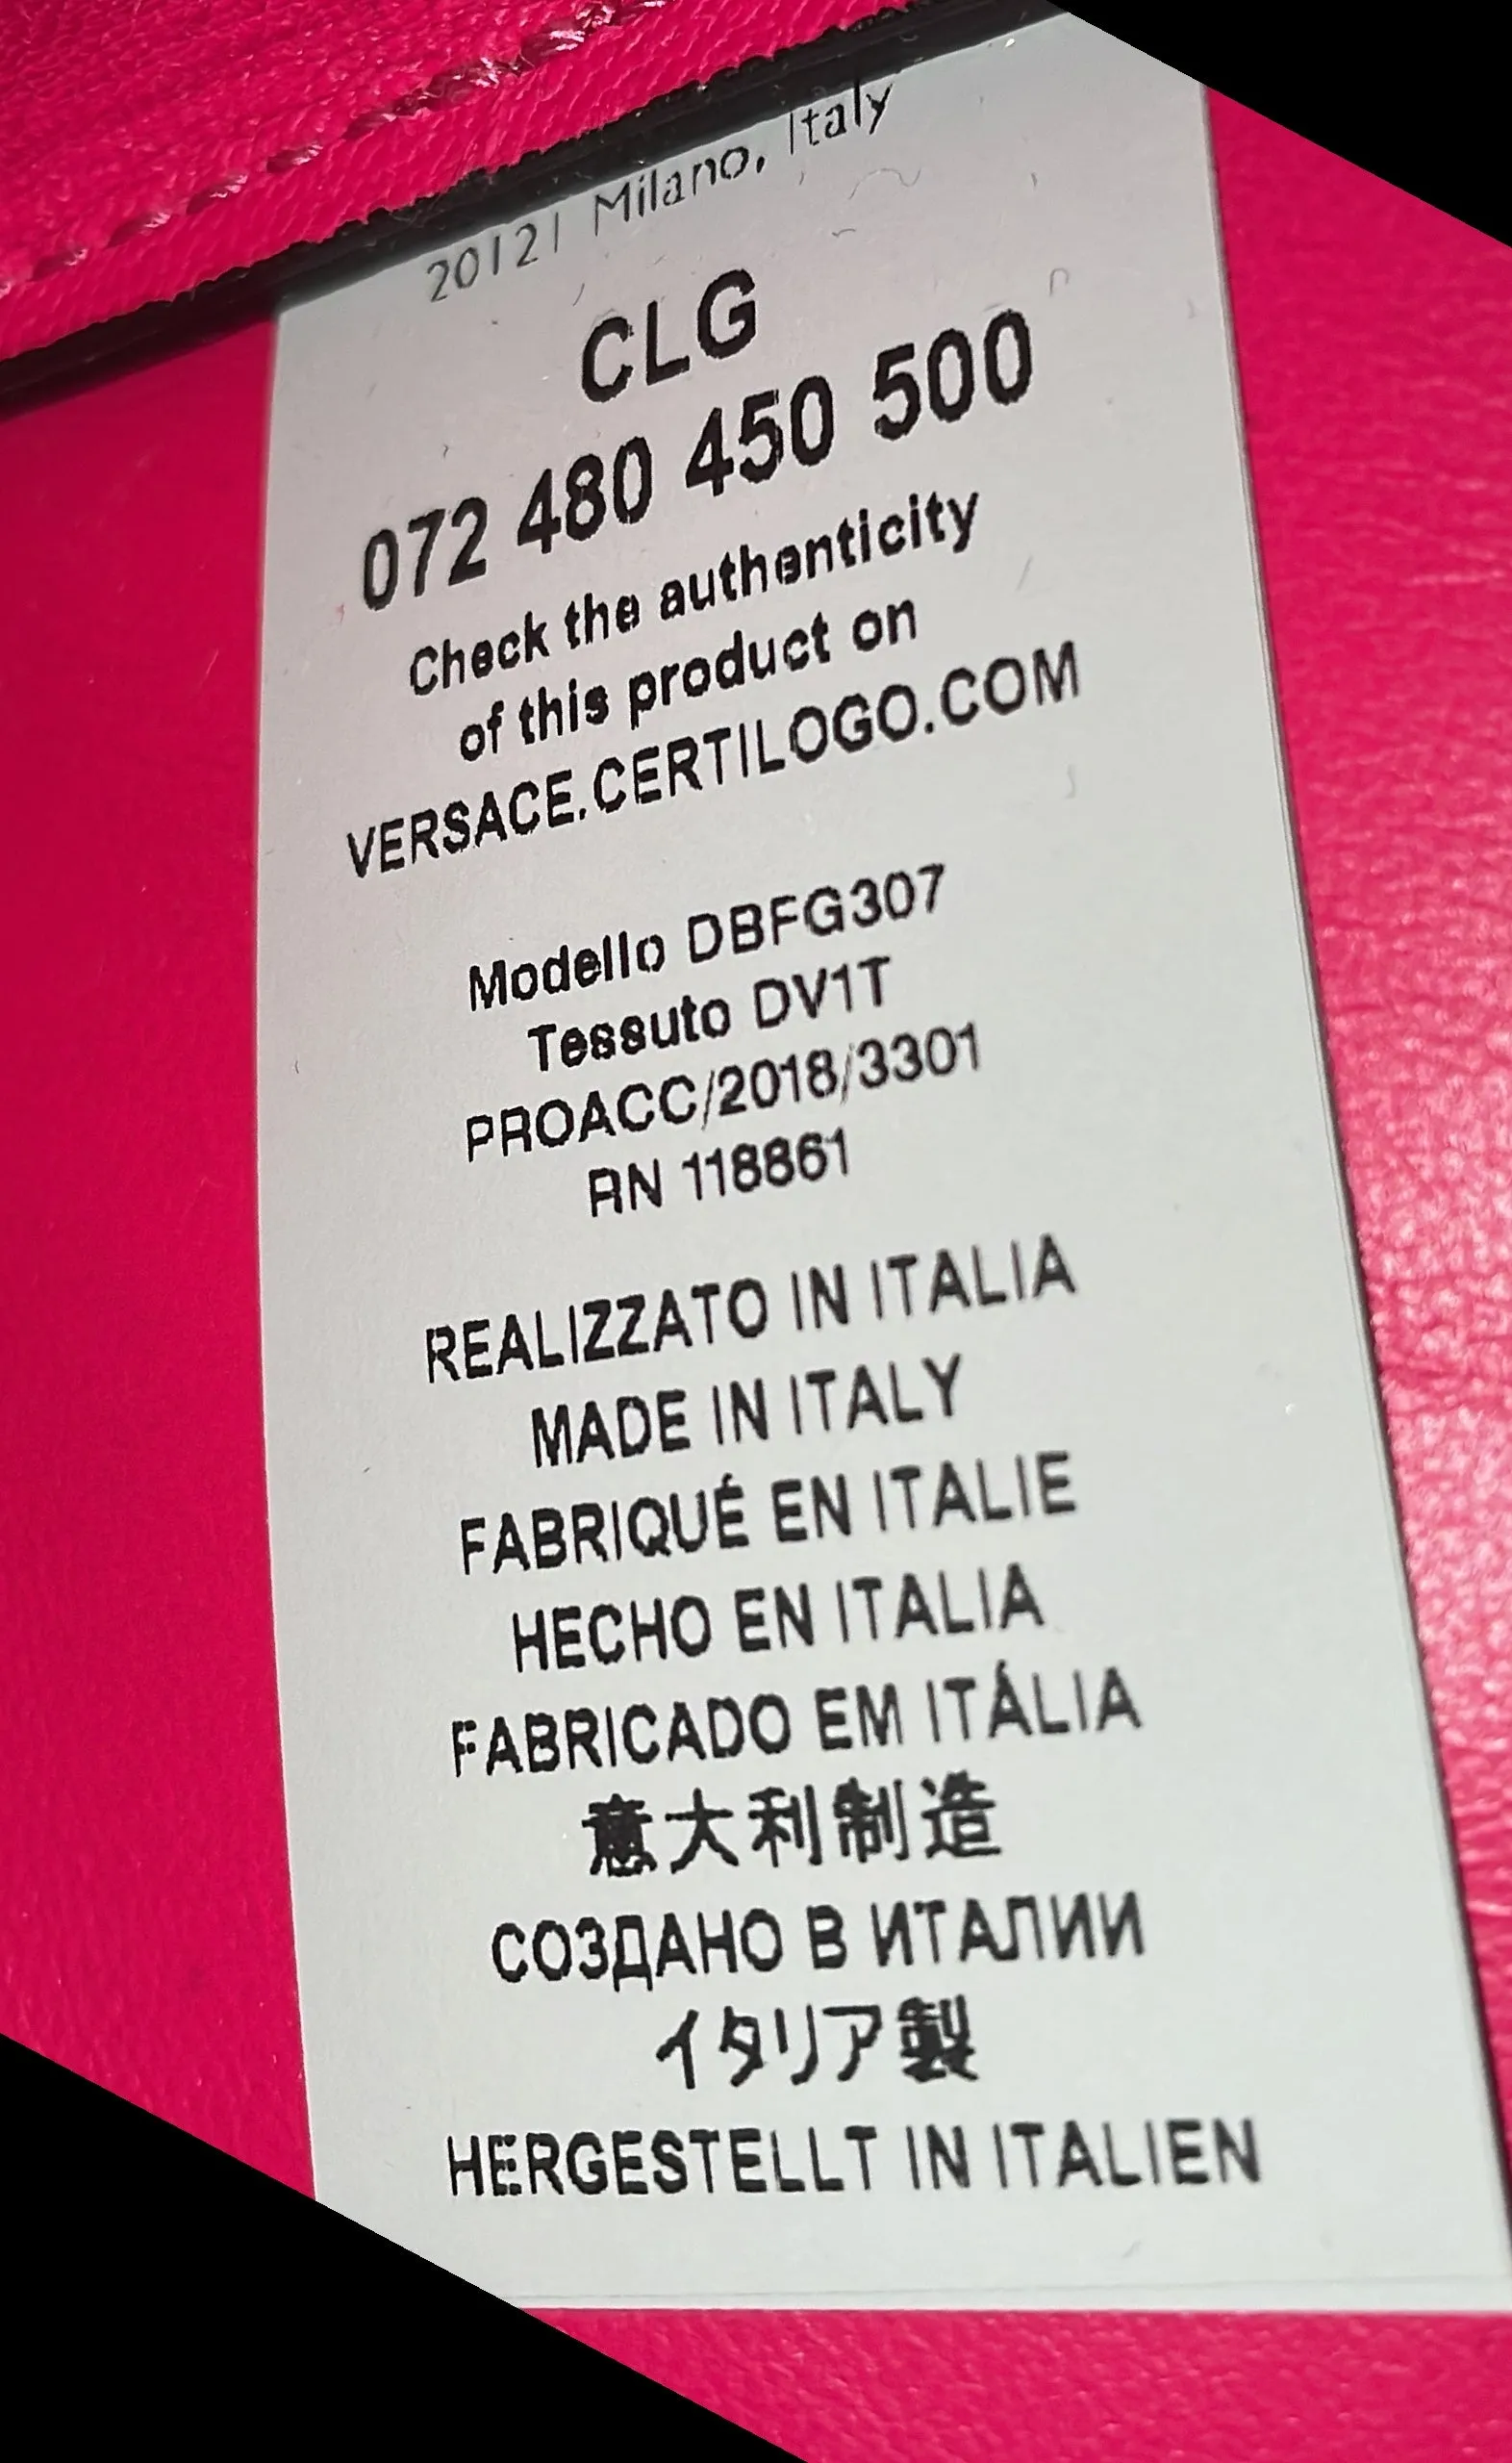 20121 Milano, Italy
CLG
072 480 450 500
Check the authenticity
of this product on
VERSACE.CERTILOGO.COM
Modello DBFG307
Tessuto DV1T
PROACC/2018/3301
RN 118861
REALIZZATO IN ITALIA
MADE IN ITALY
FABRIQUÉ EN ITALIE
HECHO EN ITALIA
FABRICADO EM ITÁLIA
意大利制造
СОЗДАНО В ИТАЛИИ
イタリア製
HERGESTELLT IN ITALIEN